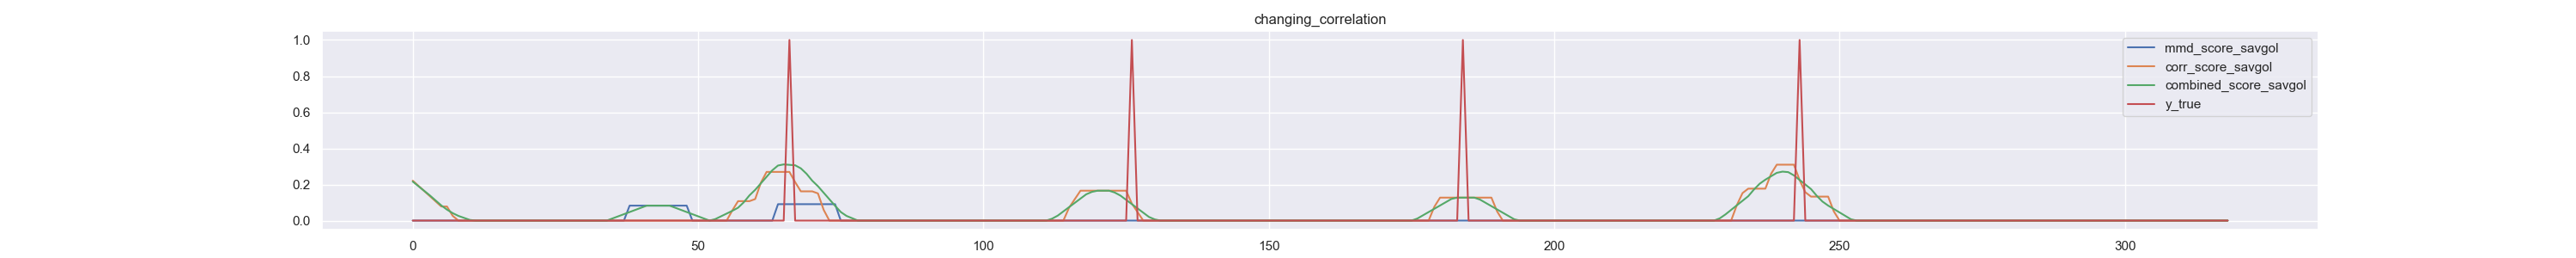 changing_correlation
1.0
0.8
0.6
0.4
0.2
0.0
mmd_score_savgol
corr_score_savgol
combined_score_savgol
y_true
0 50 100 150 200 250 300